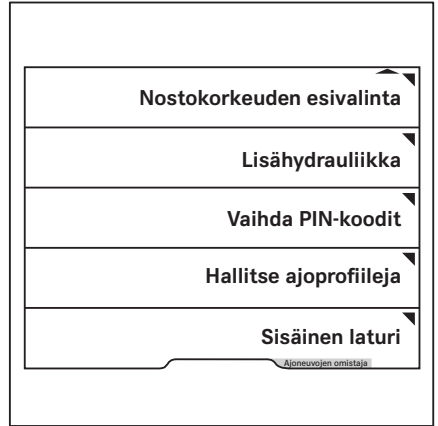 Nostokorkeuden esivalinta
Lisähydrauliikka
Vaihda PIN-koodit
Hallitse ajoprofiileja
Sisäinen laturi
Ajoneuvojen omistaja